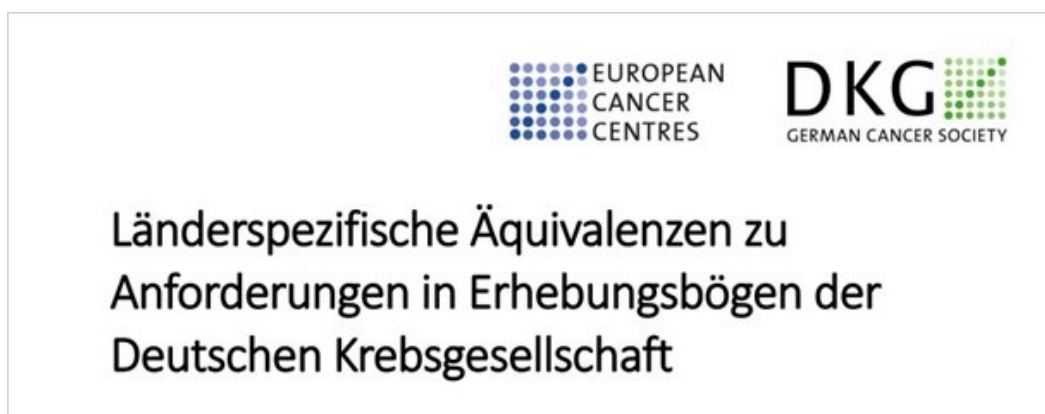 EUROPEAN
CANCER
CENTRES
DKG
GERMAN CANCER SOCIETY
Länderspezifische Äquivalenzen zu
Anforderungen in Erhebungsbögen der
Deutschen Krebsgesellschaft